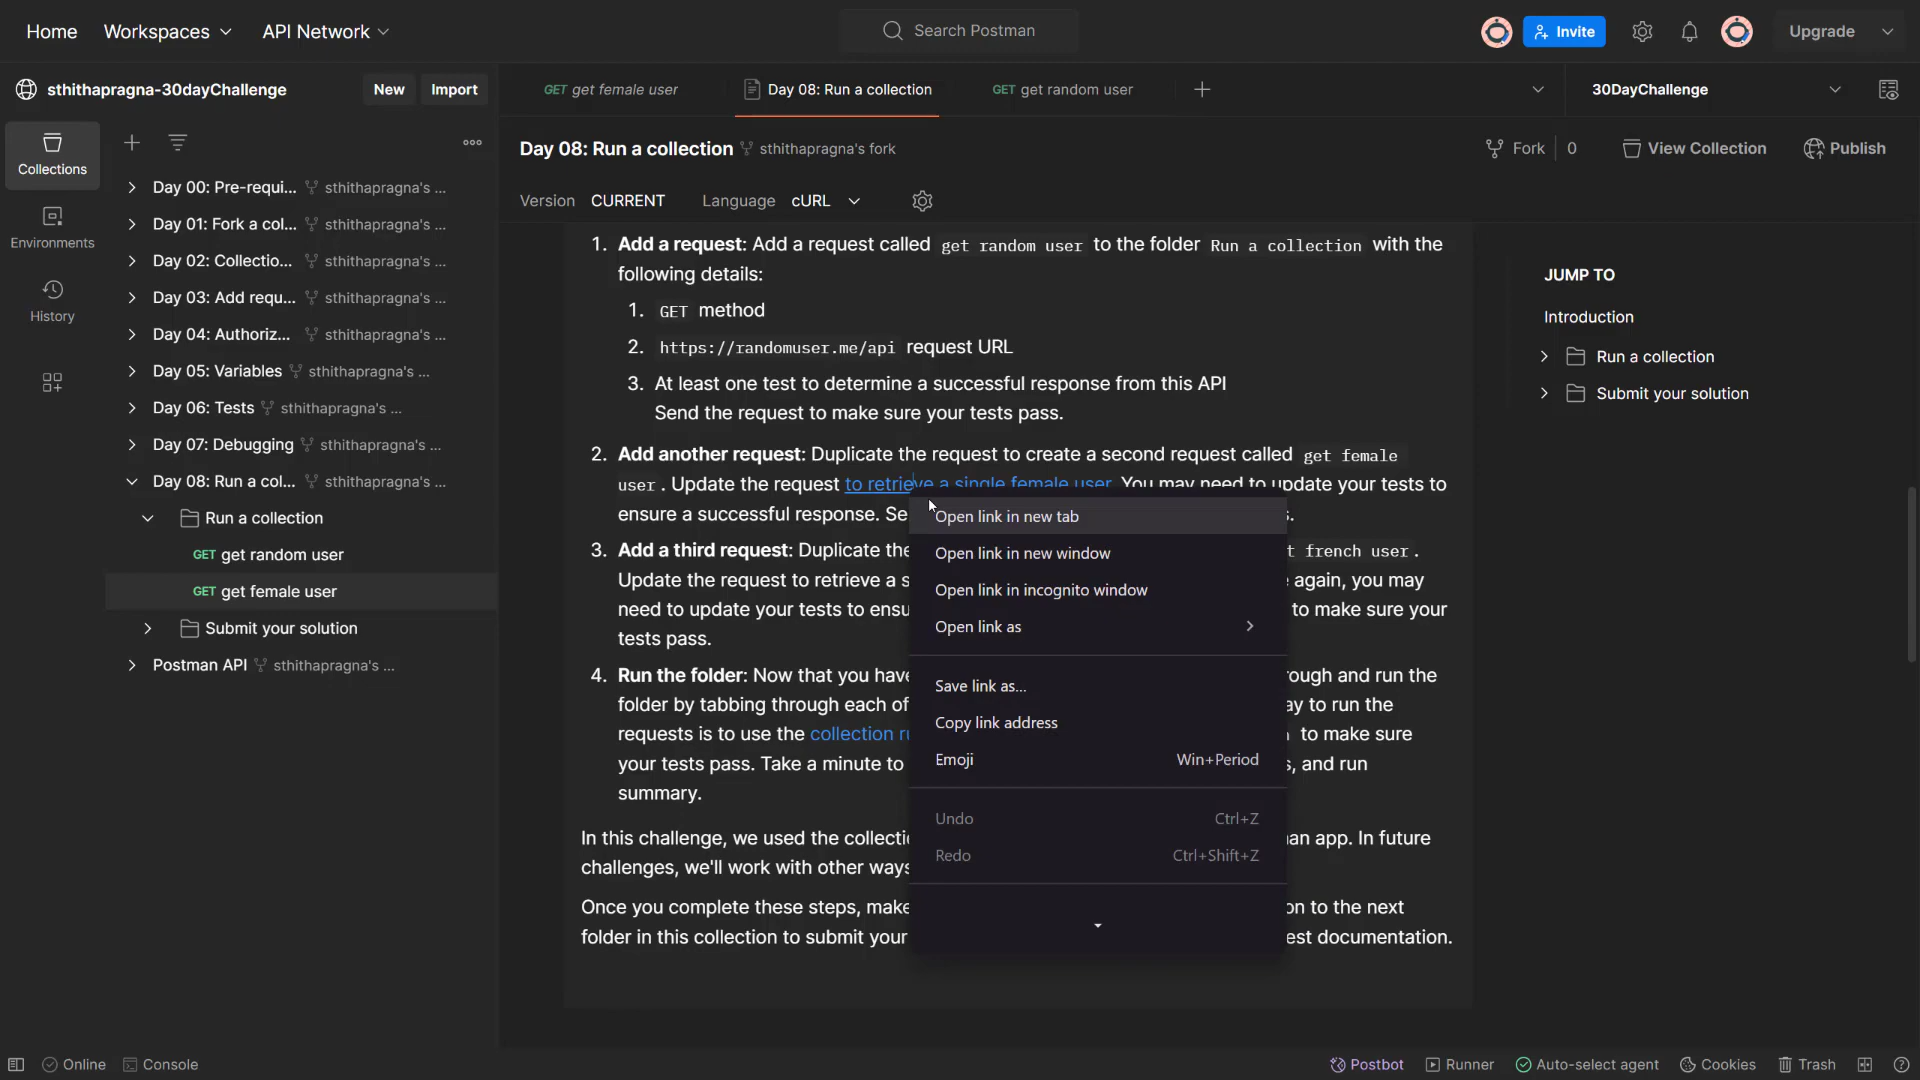 Home
Workspaces
API Network
Search Postman
Invite
Upgrade
sthithapragna-30dayChallenge
New
Import
GET get female user
Day 08: Run a collection
GET get random user
30DayChallenge
Collections
Environments
History
Day 00: Pre-requi... sthithapragna's ...
Day 01: Fork a col... sthithapragna's ...
Day 02: Collectio... sthithapragna's ...
Day 03: Add requ... sthithapragna's ...
Day 04: Authoriz... sthithapragna's ...
Day 05: Variables sthithapragna's ...
Day 06: Tests sthithapragna's ...
Day 07: Debugging sthithapragna's ...
Day 08: Run a col... sthithapragna's ...
Run a collection
GET get random user
GET get female user
Submit your solution
Postman API sthithapragna's ...
Day 08: Run a collection sthithapragna's fork
Fork 0
View Collection
Publish
Version CURRENT Language cURL
1. Add a request: Add a request called get random user to the folder Run a collection with the
following details:
1. GET method
2. https://randomuser.me/api request URL
3. At least one test to determine a successful response from this API
Send the request to make sure your tests pass.
2. Add another request: Duplicate the request to create a second request called get female
user. Update the request to retrieve a single female user. You may need to update your tests to
ensure a successful response. Se
3. Add a third request: Duplicate the t french user.
Update the request to retrieve a s again, you may
need to update your tests to ensu to make sure your
tests pass.
4. Run the folder: Now that you have rough and run the
folder by tabbing through each of ay to run the
requests is to use the collection ru to make sure
your tests pass. Take a minute to s, and run
summary.
In this challenge, we used the collecti an app. In future
challenges, we'll work with other ways
Once you complete these steps, make on to the next
folder in this collection to submit your est documentation.
Open link in new tab
Open link in new window
Open link in incognito window
Open link as
Save link as...
Copy link address
Emoji Win+Period
Undo Ctrl+Z
Redo Ctrl+Shift+Z
JUMP TO
Introduction
Run a collection
Submit your solution
Online
Console
Postbot
Runner
Auto-select agent
Cookies
Trash